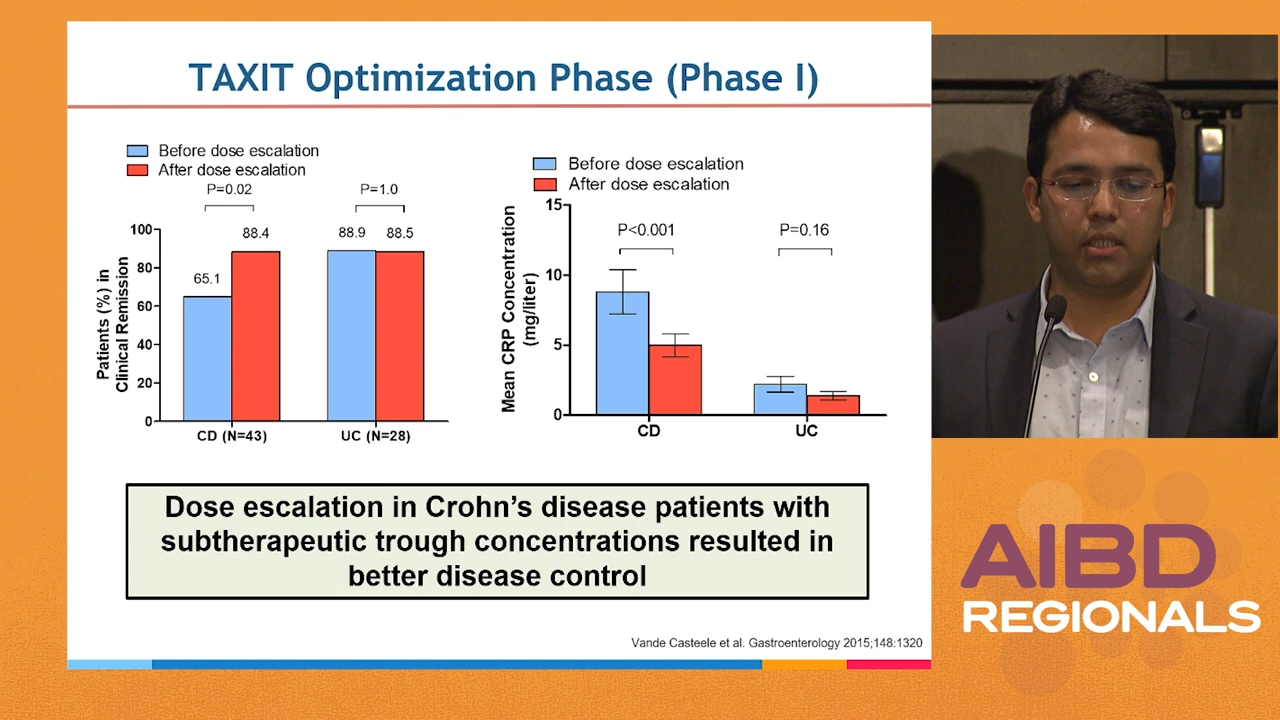 TAXIT Optimization Phase (Phase I)
Before dose escalation
After dose escalation
P=0.02
P=1.0
100
80
60
40
20
0
Patients (%) in
Clinical Remission
65.1
88.4
88.9
88.5
CD (N=43)
UC (N=28)
Before dose escalation
After dose escalation
15
10
5
0
Mean CRP Concentration
(mg/liter)
P<0.001
P=0.16
CD
UC
Dose escalation in Crohn's disease patients with
subtherapeutic trough concentrations resulted in
better disease control
Vande Casteele et al. Gastroenterology 2015;148:1320
AIBD
REGIONALS